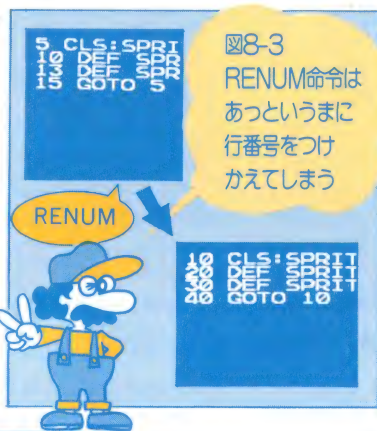 5 CLS:SPRI
10 DEF SPR
13 DEF SPR
15 GOTO 5
図8-3
RENUM命令は
あっというまに
行番号をつけ
かえてしまう
RENUM
10 CLS:SPRIT
20 DEF SPRIT
30 DEF SPRIT
40 GOTO 10